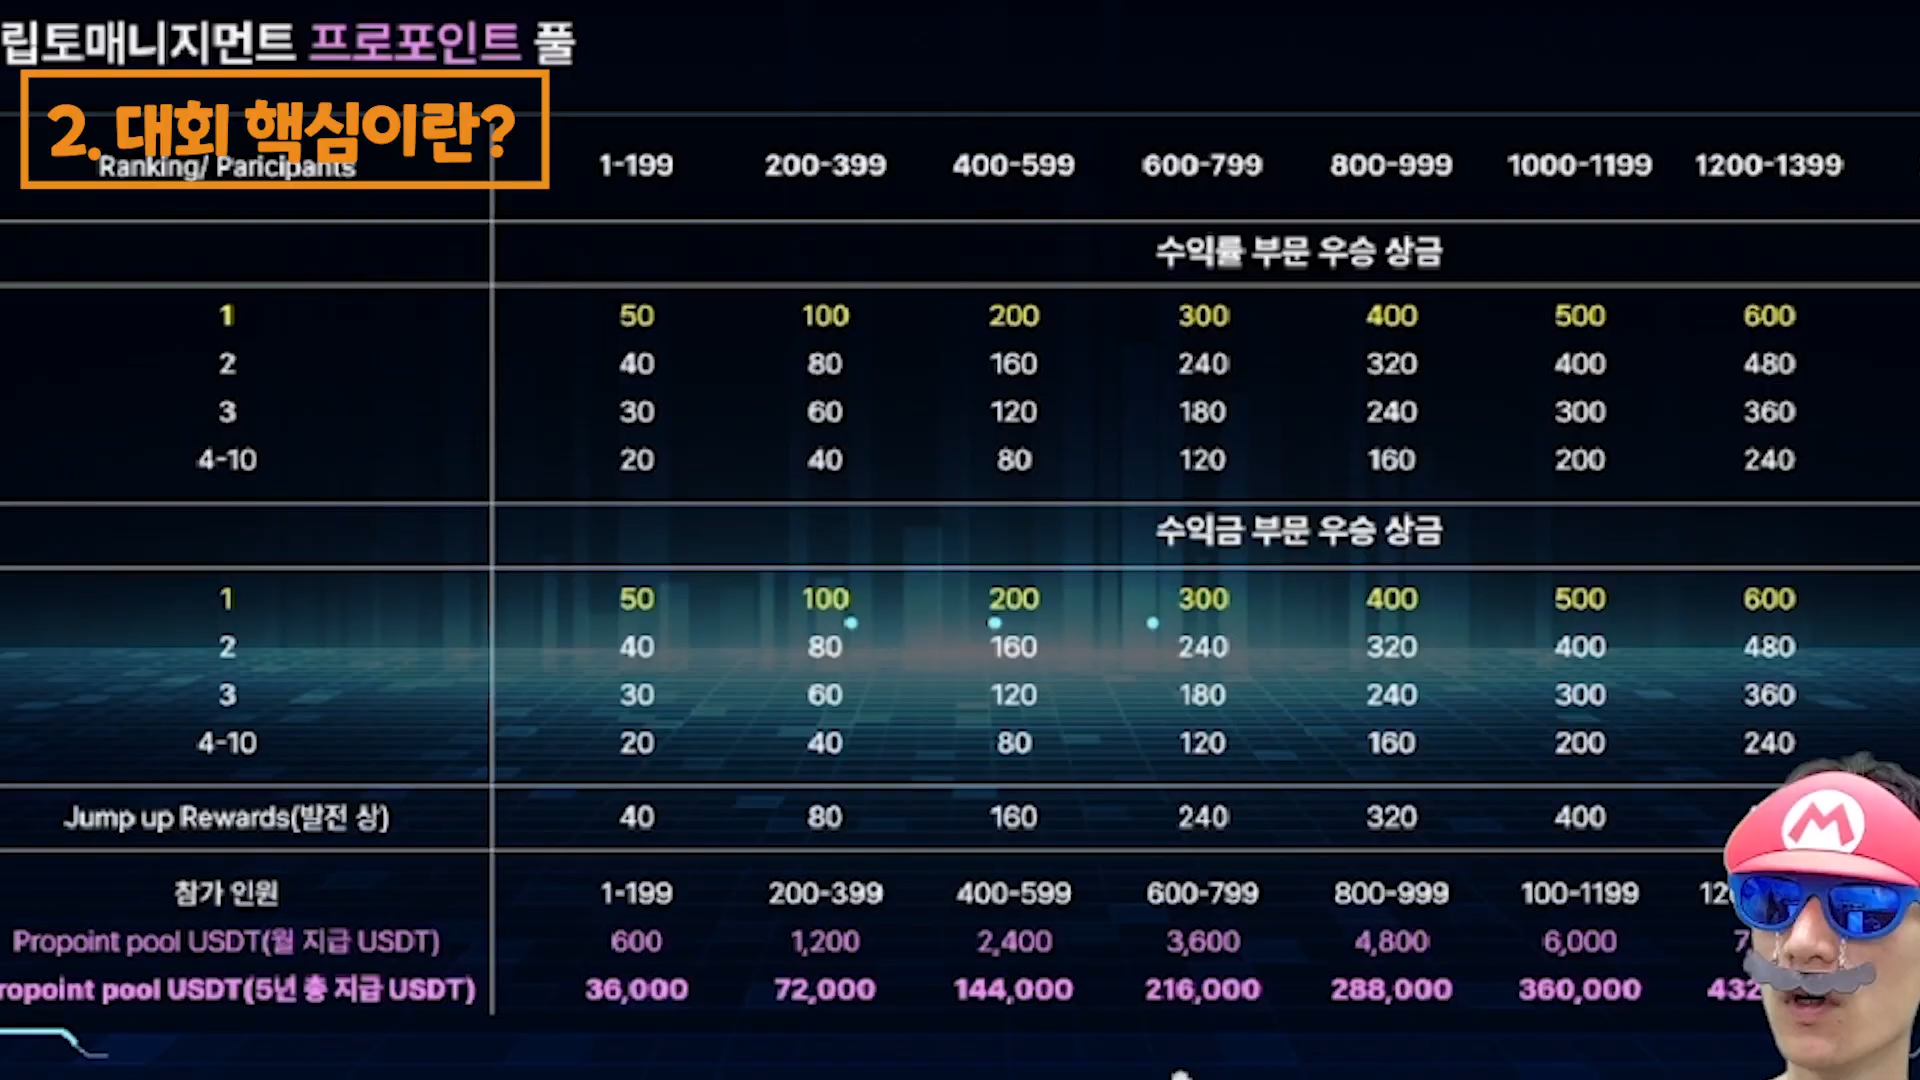 립토매니지먼트 프로포인트 풀
2. 대회 핵심이란?
Ranking/ Paricipants 1-199 200-399 400-599 600-799 800-999 1000-1199 1200-1399
수익률 부문 우승 상금
1 50 100 200 300 400 500 600
2 40 80 160 240 320 400 480
3 30 60 120 180 240 300 360
4-10 20 40 80 120 160 200 240
수익금 부문 우승 상금
1 50 100 200 300 400 500 600
2 40 80 160 240 320 400 480
3 30 60 120 180 240 300 360
4-10 20 40 80 120 160 200 240
Jump up Rewards(발전 상) 40 80 160 240 320 400
참가 인원 1-199 200-399 400-599 600-799 800-999 100-1199
Propoint pool USDT(월 지급 USDT) 600 1,200 2,400 3,600 4,800 6,000
ropoint pool USDT(5년 총 지급 USDT) 36,000 72,000 144,000 216,000 288,000 360,000 432
M